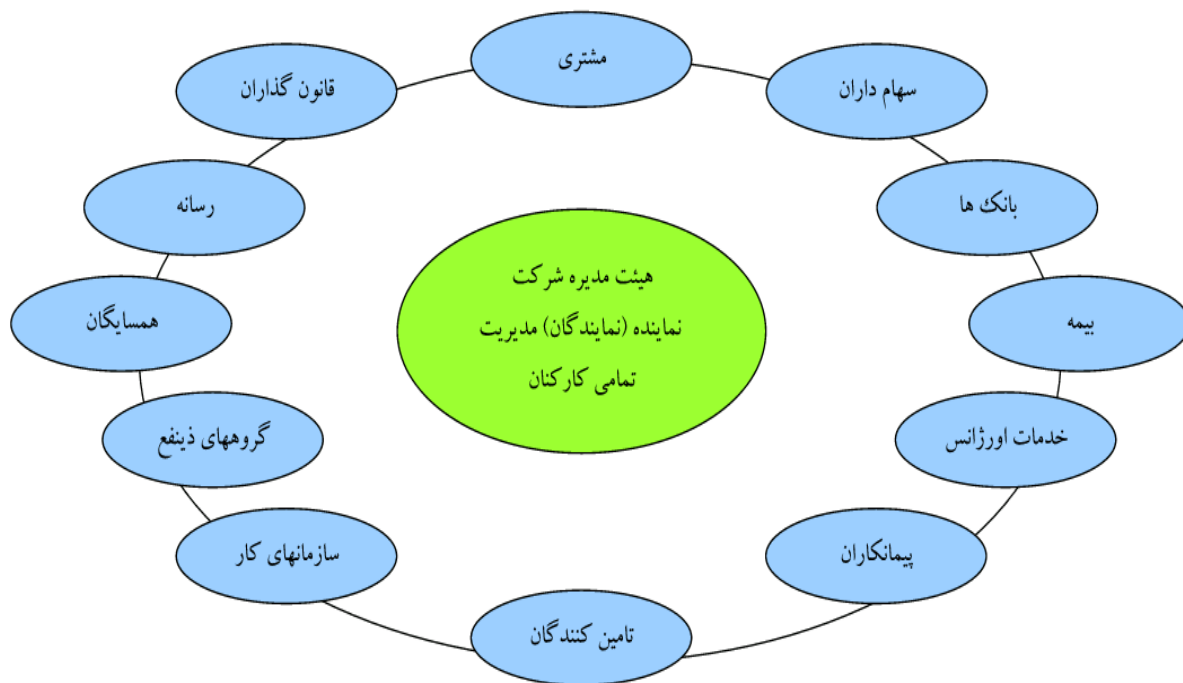 مشتری
سهام داران
قانون گذاران
بانک ها
رسانه
هیئت مدیره شرکت
نماینده (نمایندگان) مدیریت
تمامی کارکنان
بیمه
همسایگان
خدمات اورژانس
گروههای ذینفع
پیمانکاران
سازمانهای کار
تامین کنندگان